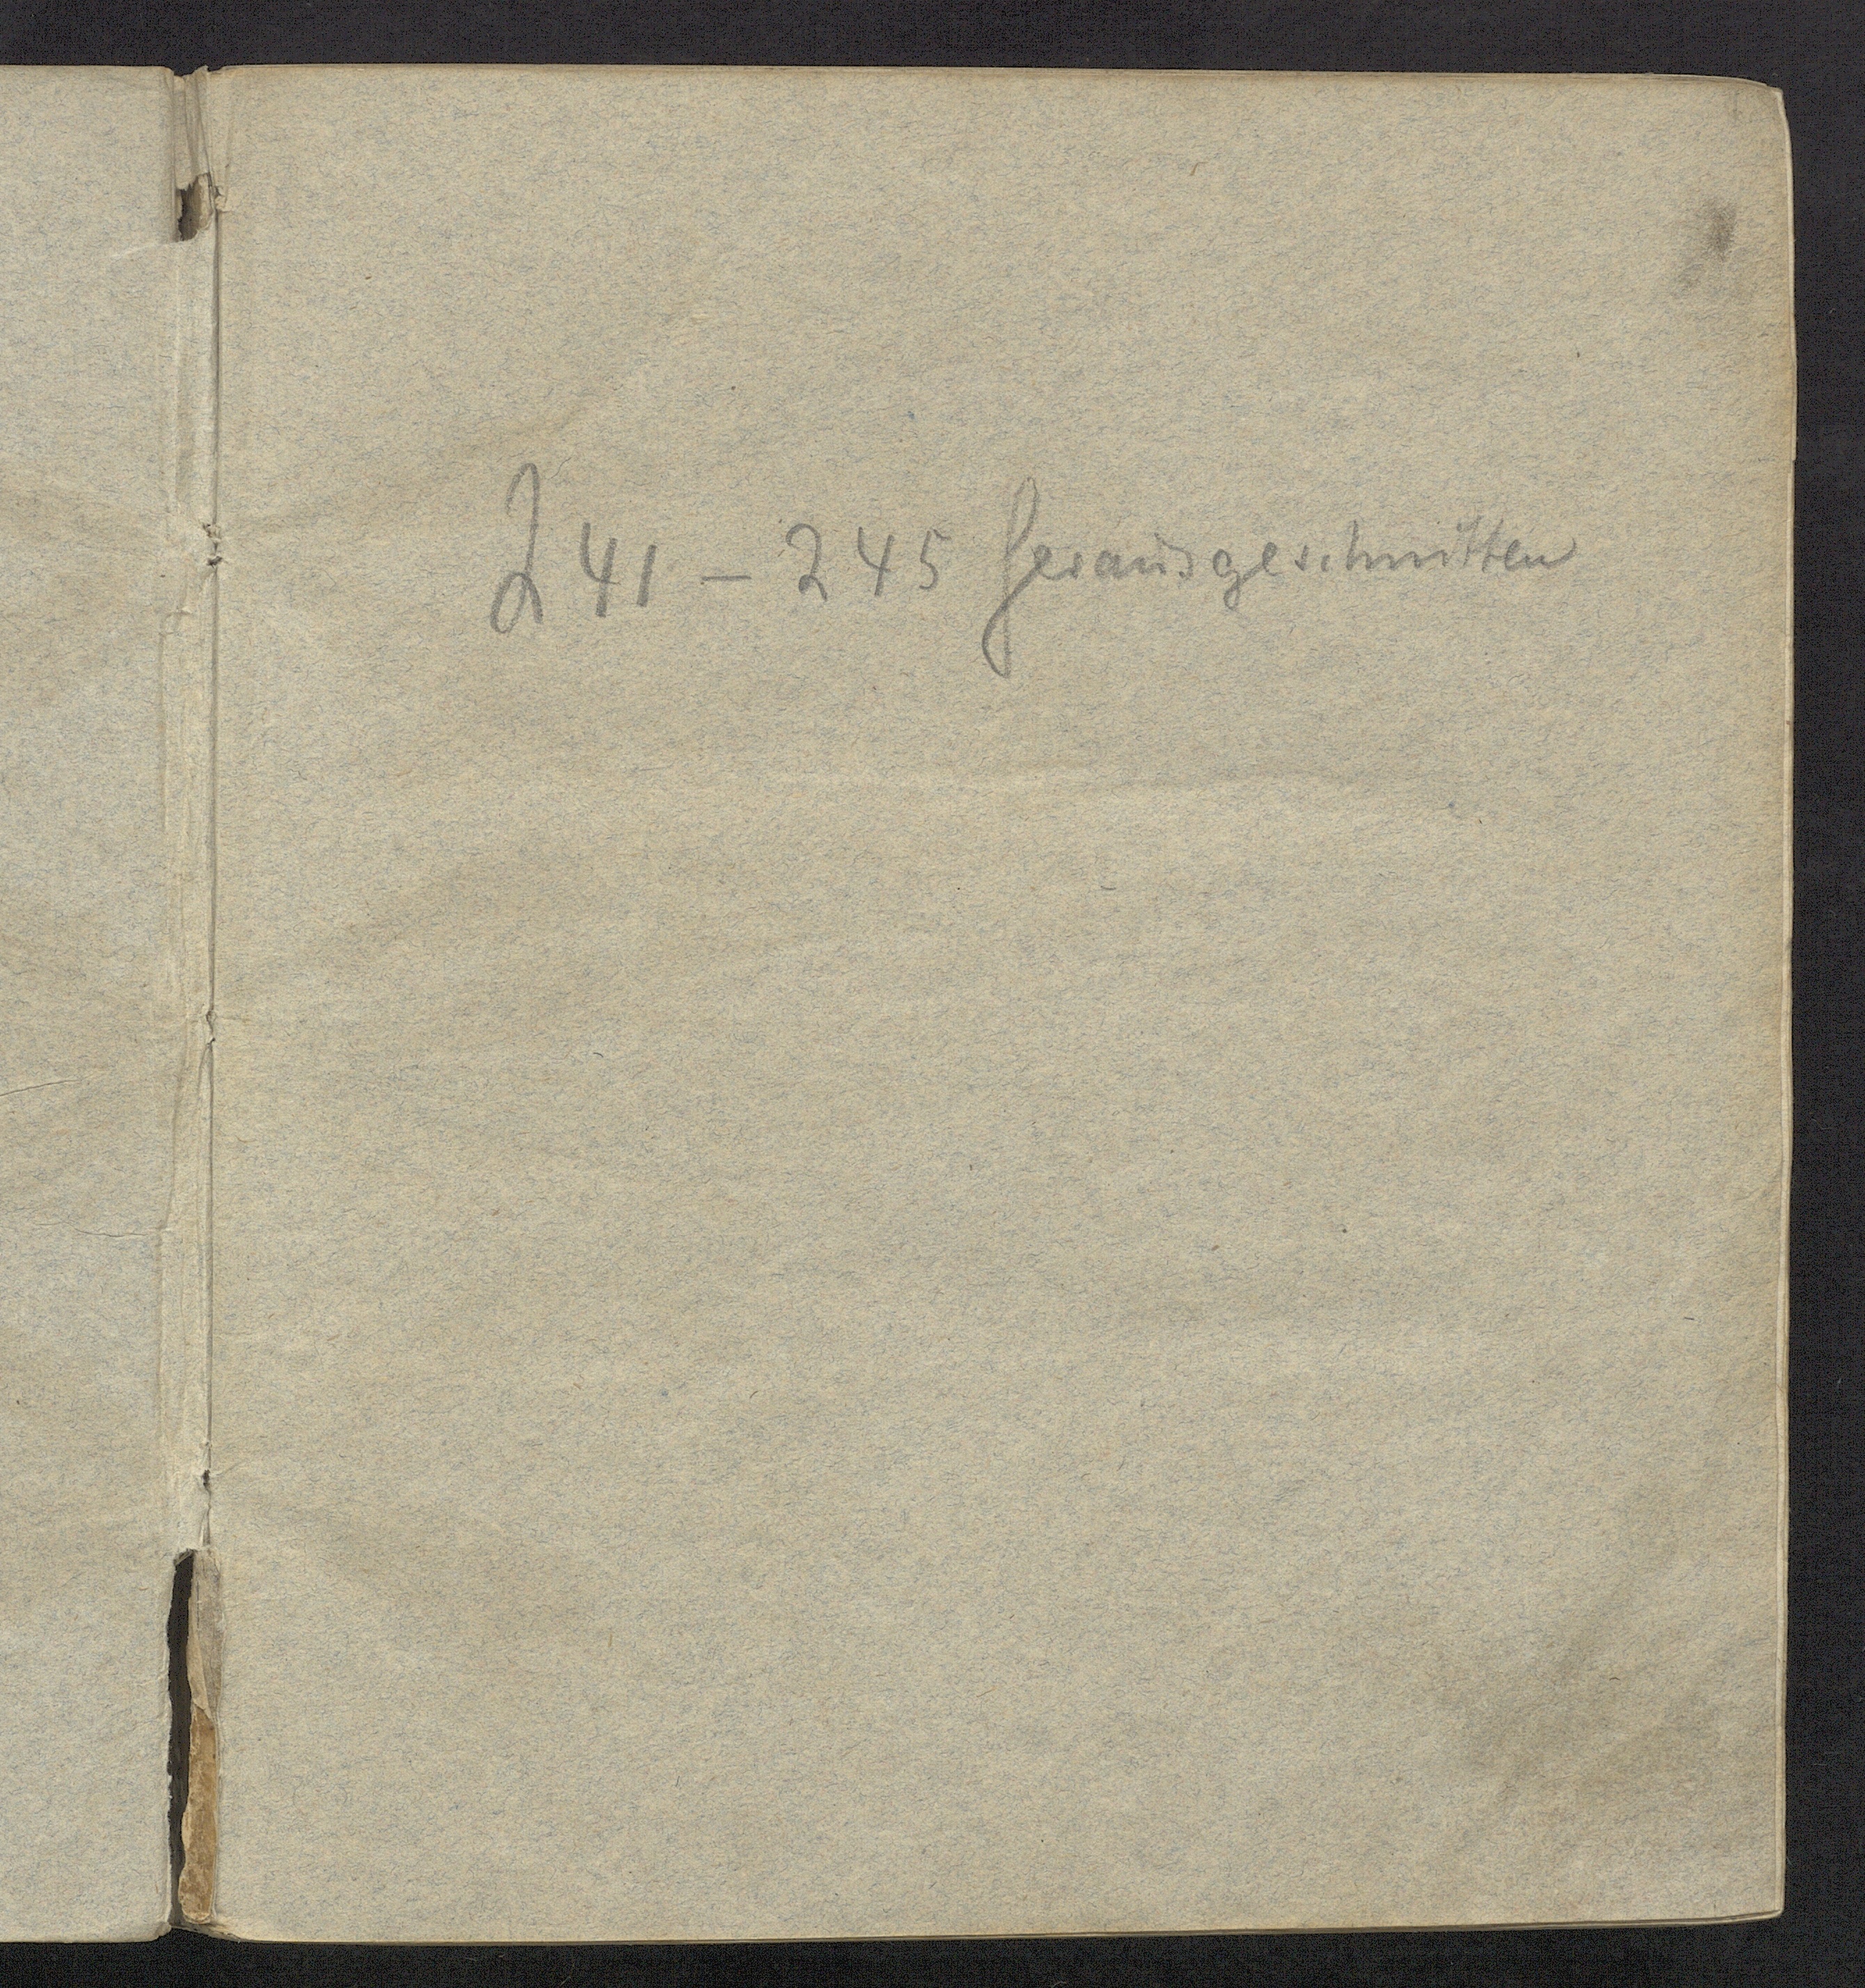 241 – 245 herausgeschnitten